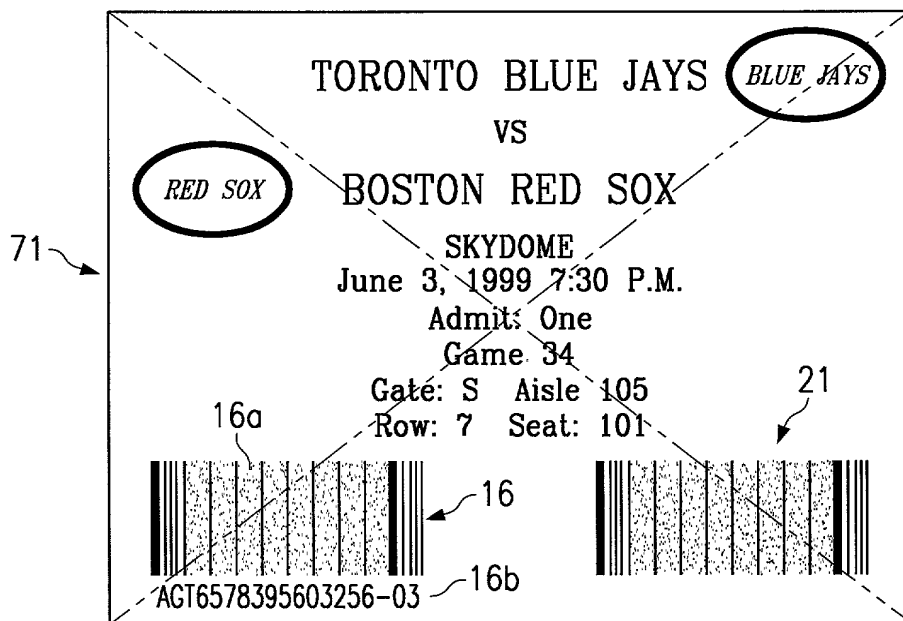 TORONTO BLUE JAYS
BLUE JAYS
VS
RED SOX
BOSTON RED SOX
71
SKYDOME
June 3, 1999 7:30 P.M.
Admit: One
Game 34
Gate: S Aisle 105
Row: 7 Seat: 101
16a
21
16
16b
AGT6578395603256-03